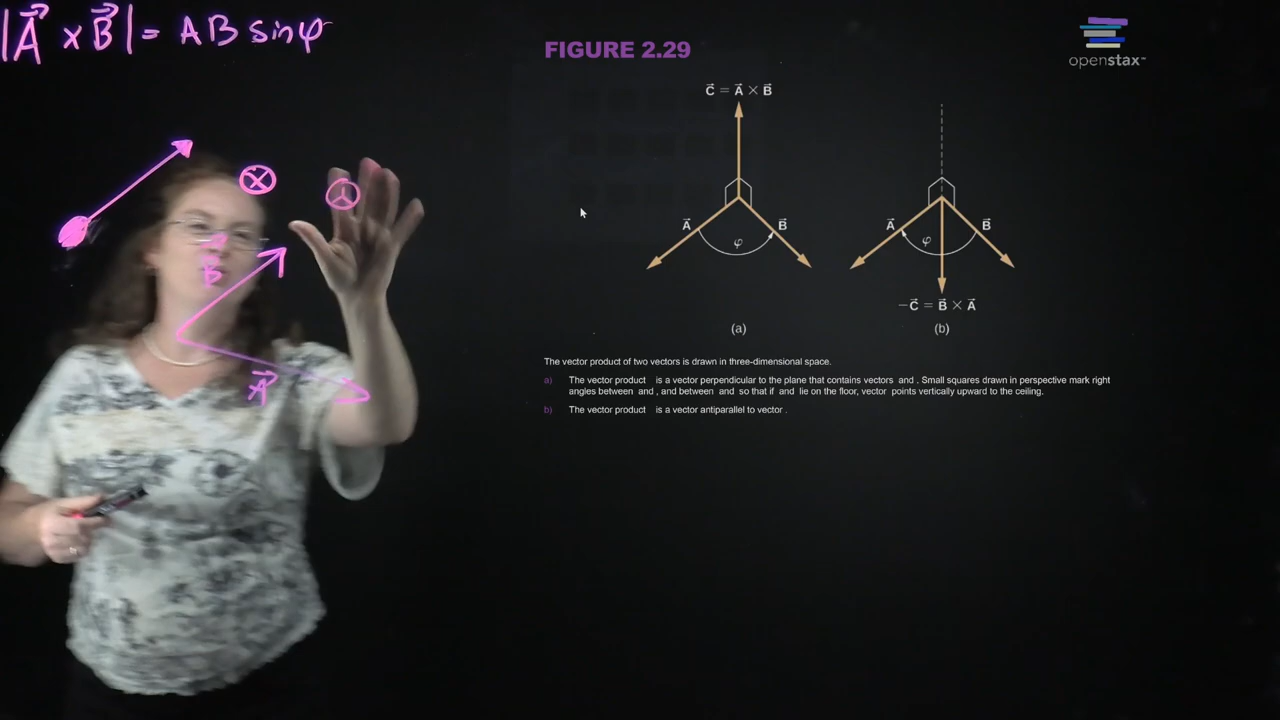 |A⃗ × B⃗| = AB sinφ
B⃗
A⃗
FIGURE 2.29
openstax™
C⃗ = A⃗ × B⃗
A⃗ B⃗
φ
(a)
A⃗ B⃗
φ
−C⃗ = B⃗ × A⃗
(b)
The vector product of two vectors is drawn in three-dimensional space.
a) The vector product is a vector perpendicular to the plane that contains vectors and . Small squares drawn in perspective mark right
angles between and , and between and so that if and lie on the floor, vector points vertically upward to the ceiling.
b) The vector product is a vector antiparallel to vector .